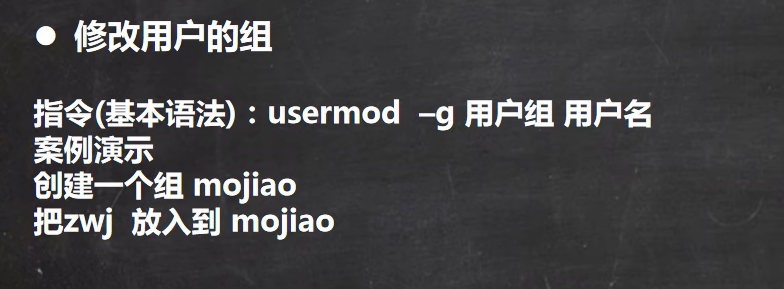 ● 修改用户的组
指令(基本语法)：usermod –g 用户组 用户名
案例演示
创建一个组 mojiao
把zwj 放入到 mojiao